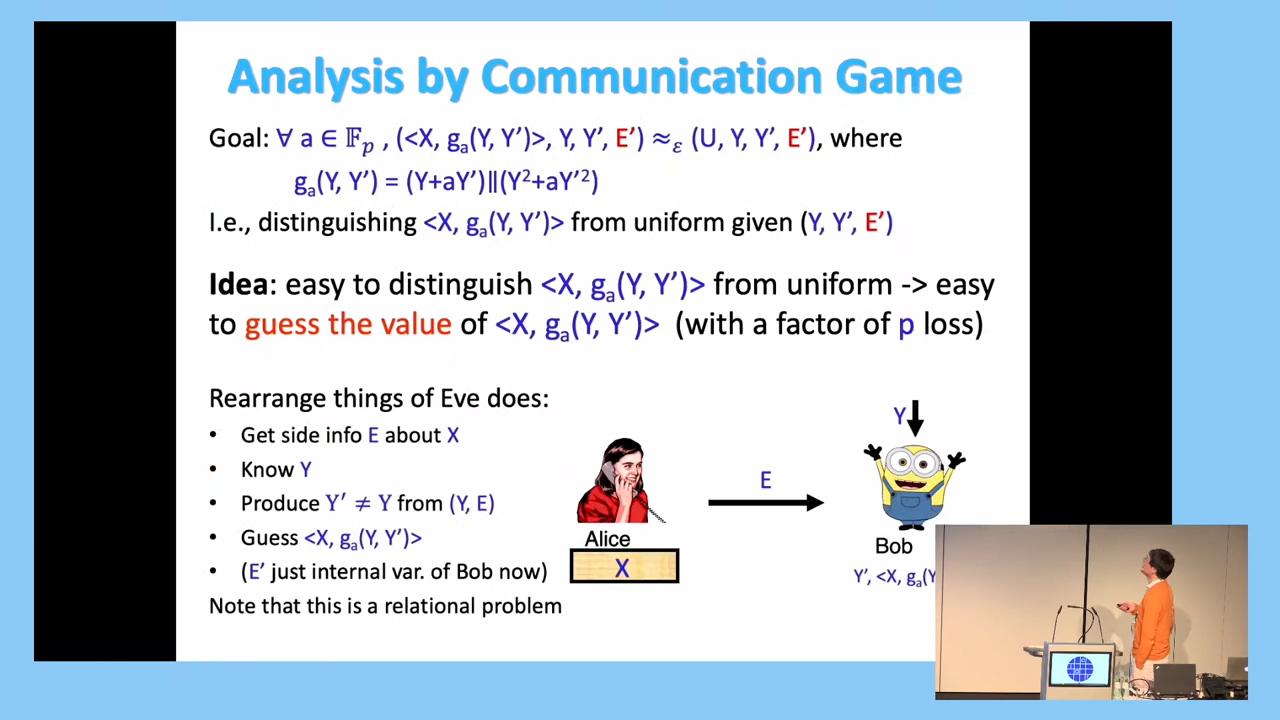 Analysis by Communication Game
Goal: ∀ a ∈ 𝔽ₚ , (<X, gₐ(Y, Y’)>, Y, Y’, E’) ≈ε (U, Y, Y’, E’), where
gₐ(Y, Y’) = (Y+aY’)‖(Y²+aY’²)
I.e., distinguishing <X, gₐ(Y, Y’)> from uniform given (Y, Y’, E’)
Idea: easy to distinguish <X, gₐ(Y, Y’)> from uniform -> easy
to guess the value of <X, gₐ(Y, Y’)> (with a factor of p loss)
Rearrange things of Eve does:
• Get side info E about X
• Know Y
• Produce Y′ ≠ Y from (Y, E)
• Guess <X, gₐ(Y, Y’)>
• (E’ just internal var. of Bob now)
Note that this is a relational problem
Alice
X
E
Y
Bob
Y’, <X, gₐ(Y